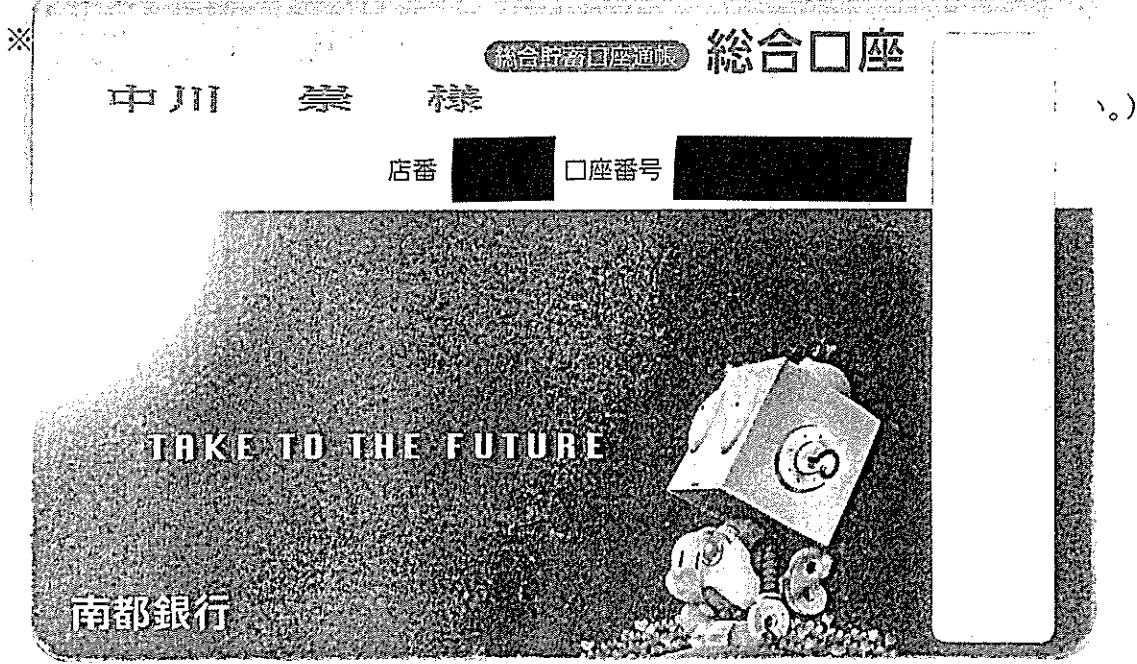 ※
総合貯蓄口座通帳 総合口座
中川 崇 様
、。)
店番 口座番号
TAKE TO THE FUTURE
南都銀行